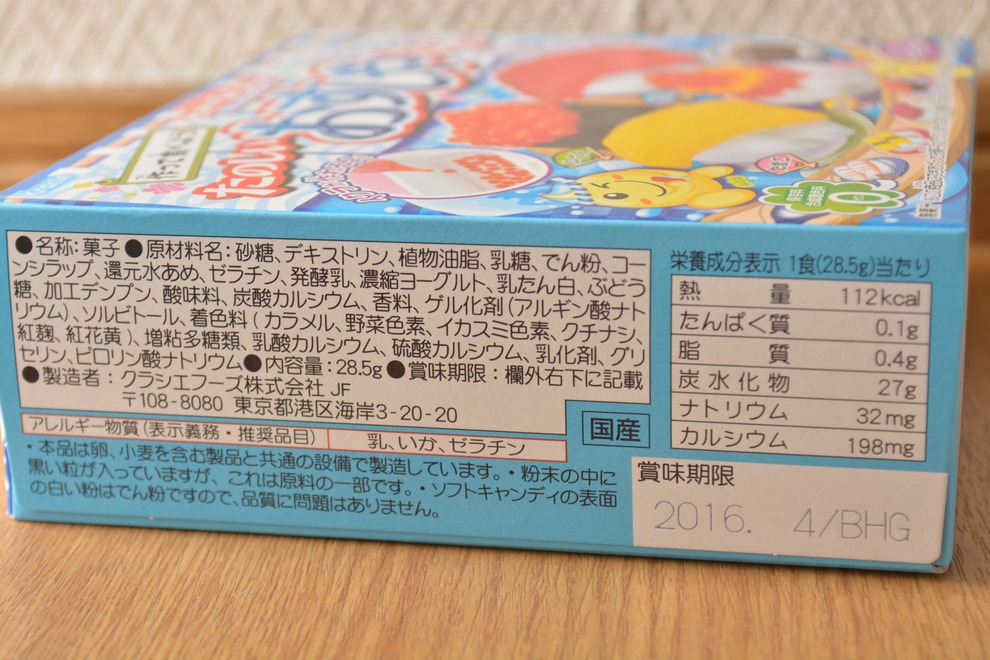 たのしい
おすしやさん
●名称:菓子●原材料名:砂糖、デキストリン、植物油脂、乳糖、でん粉、コー
ンシラップ、還元水あめ、ゼラチン、発酵乳、濃縮ヨーグルト、乳たん白、ぶどう
糖、加工デンプン、酸味料、炭酸カルシウム、香料、ゲル化剤(アルギン酸ナト
リウム)、ソルビトール、着色料(カラメル、野菜色素、イカスミ色素、クチナシ、
紅麹、紅花黄)、増粘多糖類、乳酸カルシウム、硫酸カルシウム、乳化剤、グリ
セリン、ピロリン酸ナトリウム●内容量:28.5g●賞味期限:欄外右下に記載
●製造者:クラシエフーズ株式会社 JF
〒108-8080 東京都港区海岸3-20-20
アレルギー物質(表示義務・推奨品目) 乳、いか、ゼラチン
国産
・本品は卵、小麦を含む製品と共通の設備で製造しています。・粉末の中に
黒い粒が入っていますが、これは原料の一部です。・ソフトキャンディの表面
の白い粉はでん粉ですので、品質に問題はありません。
栄養成分表示 1食(28.5g)当たり
熱量 112kcal
たんぱく質 0.1g
脂質 0.4g
炭水化物 27g
ナトリウム 32mg
カルシウム 198mg
賞味期限
2016. 4/BHG